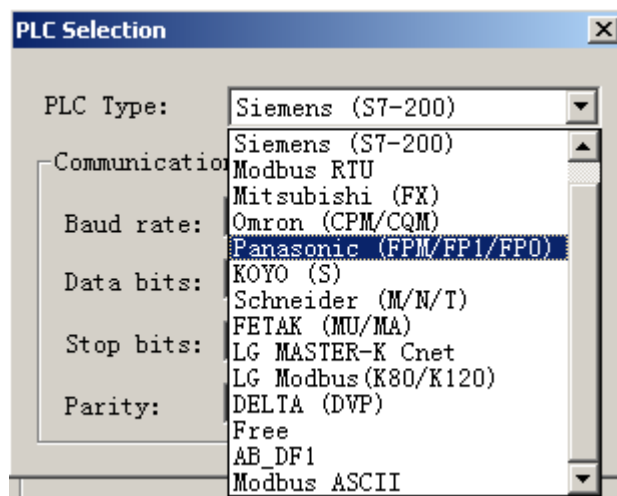 PLC Selection
PLC Type: Siemens (S7-200)
Siemens (S7-200)
Communicatio
Modbus RTU
Mitsubishi (FX)
Baud rate: Omron (CPM/CQM)
Panasonic (FPM/FP1/FP0)
Data bits: KOYO (S)
Schneider (M/N/T)
FETAK (MU/MA)
Stop bits: LG MASTER-K Cnet
LG Modbus(K80/K120)
Parity: DELTA (DVP)
Free
AB_DF1
Modbus ASCII